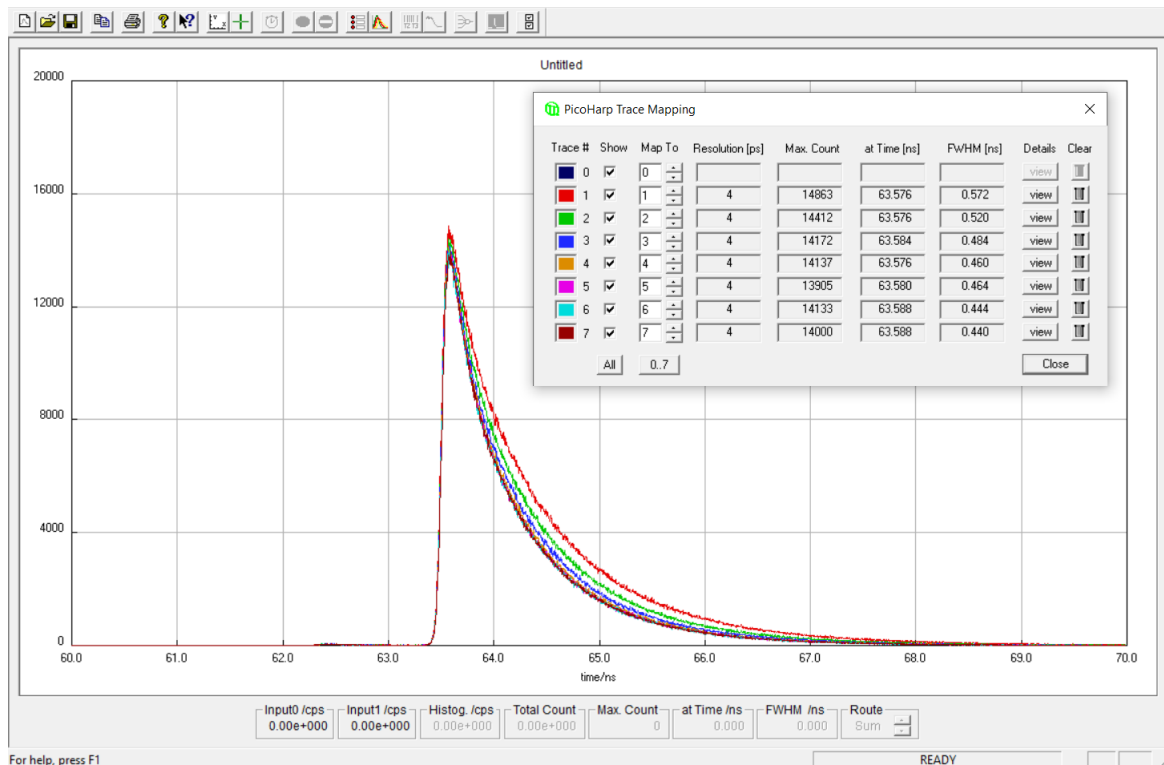 Untitled
20000
16000
12000
8000
4000
0
60.0 61.0 62.0 63.0 64.0 65.0 66.0 67.0 68.0 69.0 70.0
time/ns
PicoHarp Trace Mapping
Trace # Show Map To Resolution [ps] Max. Count at Time [ns] FWHM [ns] Details Clear
0 0 view
1 1 4 14863 63.576 0.572 view
2 2 4 14412 63.576 0.520 view
3 3 4 14172 63.584 0.484 view
4 4 4 14137 63.576 0.460 view
5 5 4 13905 63.580 0.464 view
6 6 4 14133 63.588 0.444 view
7 7 4 14000 63.588 0.440 view
All 0..7 Close
Input0 /cps Input1 /cps Histog. /cps Total Count Max. Count at Time /ns FWHM /ns Route
0.00e+000 0.00e+000 0.00e+000 0.00e+000 0 0.000 0.000 Sum
For help, press F1 READY